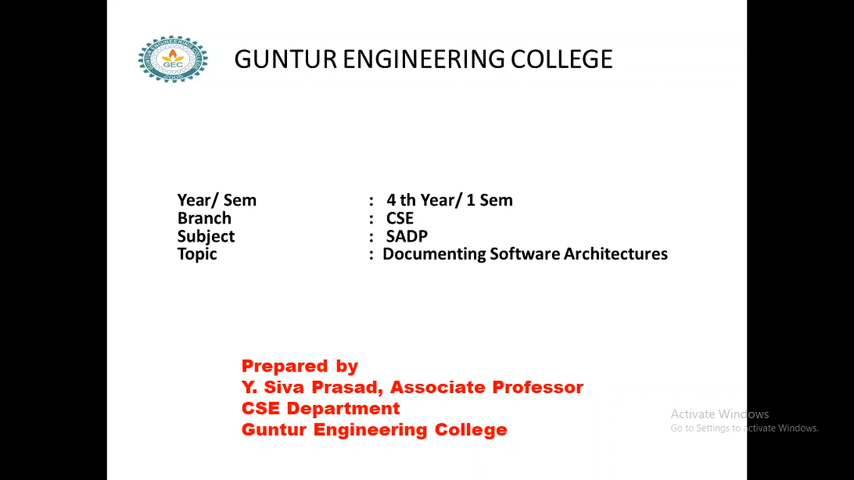 GUNTUR ENGINEERING COLLEGE
GEC
Year/ Sem : 4 th Year/ 1 Sem
Branch : CSE
Subject : SADP
Topic : Documenting Software Architectures
Prepared by
Y. Siva Prasad, Associate Professor
CSE Department
Guntur Engineering College
Activate Windows
Go to Settings to activate Windows.